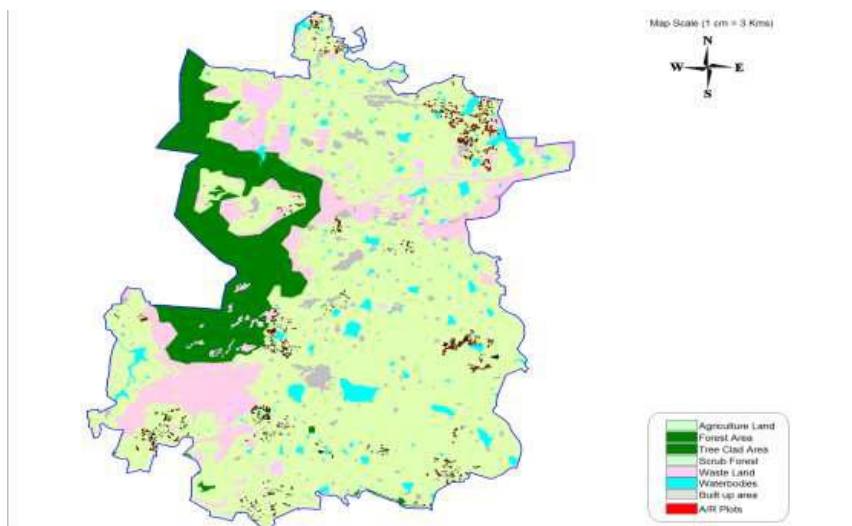 Map Scale (1 cm = 3 Kms)
N
W E
S
Agriculture Land
Forest Area
Tree Clad Area
Scrub Forest
Waste Land
Waterbodies
Built up area
A/R Plots